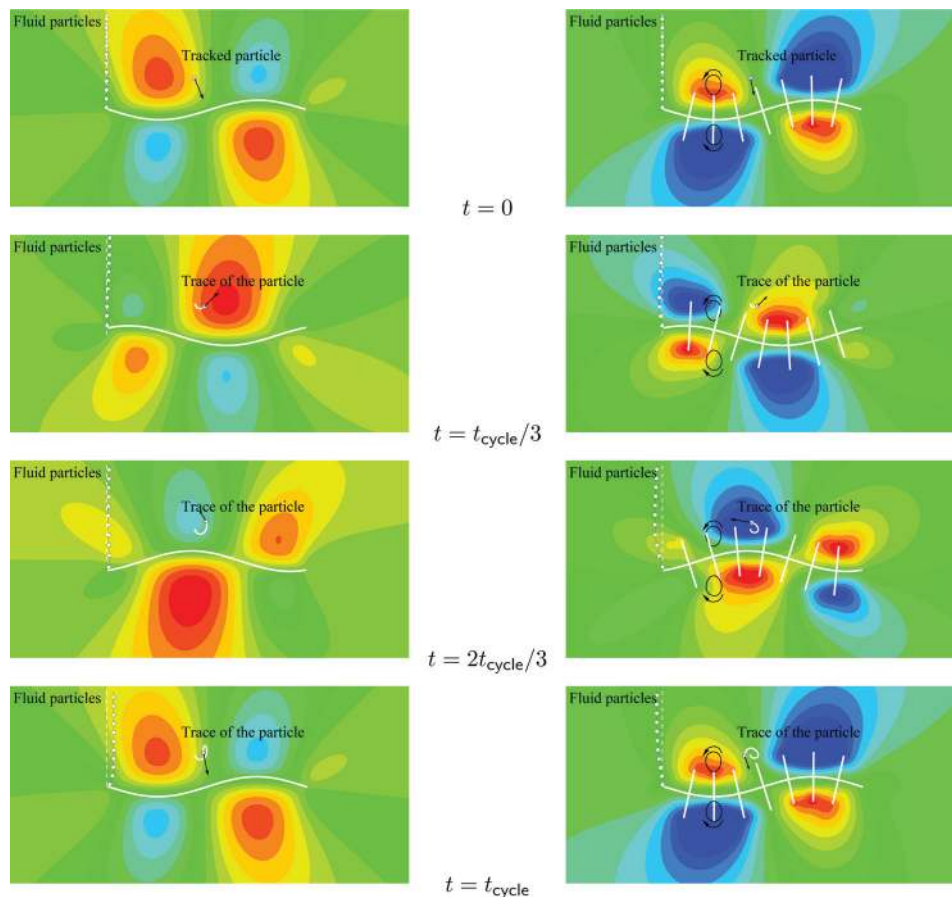 Fluid particles
Tracked particle
Fluid particles
Tracked particle
t = 0
Fluid particles
Trace of the particle
Fluid particles
Trace of the particle
t = t_cycle/3
Fluid particles
Trace of the particle
Fluid particles
Trace of the particle
t = 2t_cycle/3
Fluid particles
Trace of the particle
Fluid particles
Trace of the particle
t = t_cycle